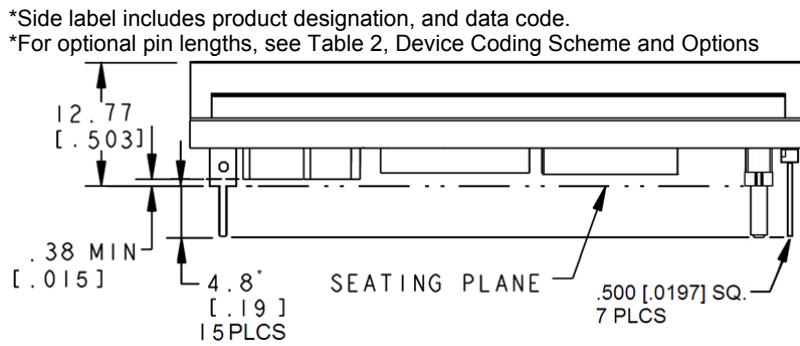 *Side label includes product designation, and data code.
*For optional pin lengths, see Table 2, Device Coding Scheme and Options
12.77
[.503]
.38 MIN
[.015]
4.8*
[.19 ]
15 PLCS
SEATING PLANE
.500 [.0197] SQ.
7 PLCS